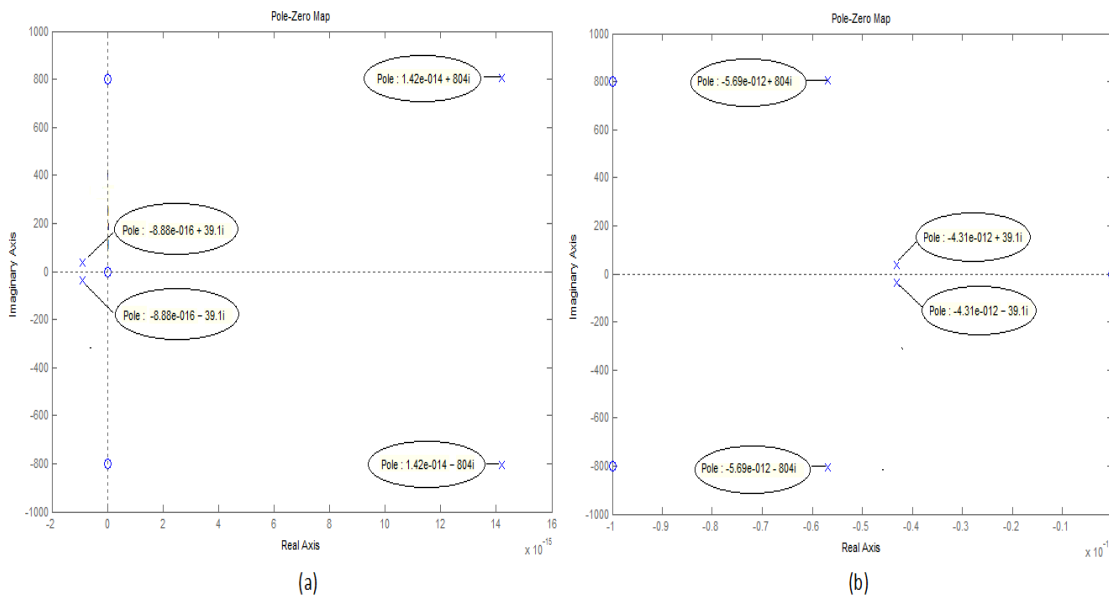 Pole-Zero Map
1000
800
600
400
200
0
-200
-400
-600
-800
-1000
-2
0
2
4
6
8
10
12
14
16
x 10⁻¹⁵
Real Axis
Imaginary Axis
Pole : 1.42e-014 + 804i
Pole : -8.88e-016 + 39.1i
Pole : -8.88e-016 – 39.1i
Pole : 1.42e-014 – 804i
(a)
Pole-Zero Map
1000
800
600
400
200
0
-200
-400
-600
-800
-1000
-1
-0.9
-0.8
-0.7
-0.6
-0.5
-0.4
-0.3
-0.2
-0.1
x 10⁻¹
Real Axis
Imaginary Axis
Pole : -5.69e-012+ 804i
Pole : -4.31e-012 + 39.1i
Pole : -4.31e-012 – 39.1i
Pole : -5.69e-012 - 804i
(b)